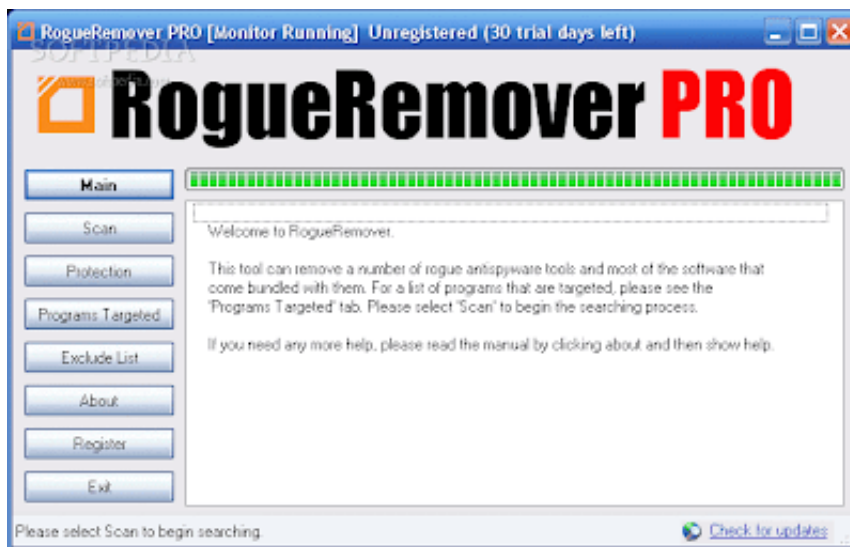 RogueRemover PRO [Monitor Running] Unregistered (30 trial days left)
SOFTPEDIA
www.softpedia.com
RogueRemover PRO
Main
Scan
Protection
Programs Targeted
Exclude List
About
Register
Exit
Welcome to RogueRemover.
This tool can remove a number of rogue antispyware tools and most of the software that
come bundled with them. For a list of programs that are targeted, please see the
'Programs Targeted' tab. Please select 'Scan' to begin the searching process.
If you need any more help, please read the manual by clicking about and then show help.
Please select Scan to begin searching.
Check for updates